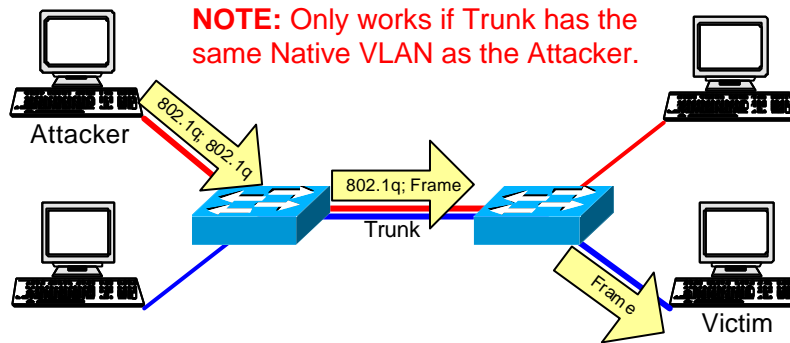 NOTE: Only works if Trunk has the
same Native VLAN as the Attacker.
Attacker
802.1q; 802.1q
802.1q; Frame
Trunk
Frame
Victim